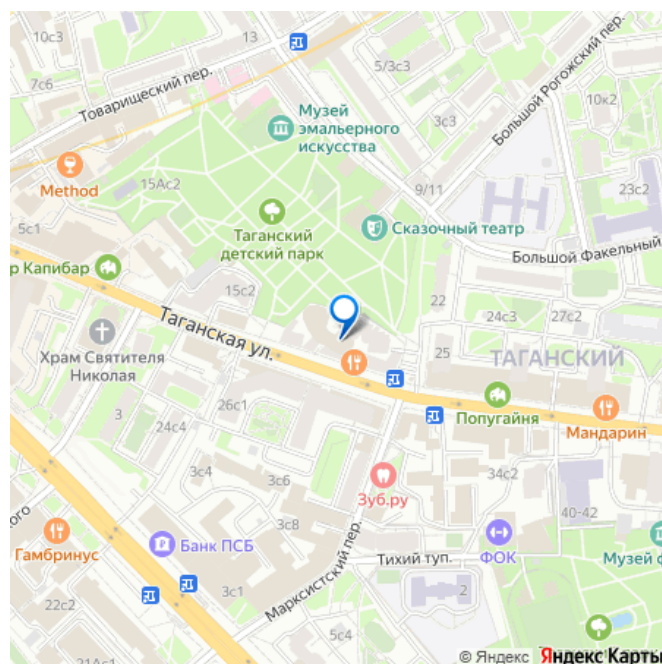 10с3
13
5/3с3
Большой Рогожский пер.
7с6
Товарищеский пер.
10к2
Музей
эмальерного
искусства
3с3
Method
15Ас2
9/11
23с2
5с1
Таганский
детский парк
Сказочный театр
Большой Факельный
р Капибар
15с2
22
24с3
27с2
Таганская ул.
Храм Святителя
Николая
25
ТАГАНСКИЙ
3
26с1
Попугайня
Мандарин
24с4
3с4
3с6
Зуб.ру
34с2
40-42
ного
3с8
Гамбринус
Банк ПСБ
ФОК
Музей ф
Марксистский пер.
Тихий туп.
3с1
2
22с2
5с4
21Ас1
© Яндекс Яндекс Карты